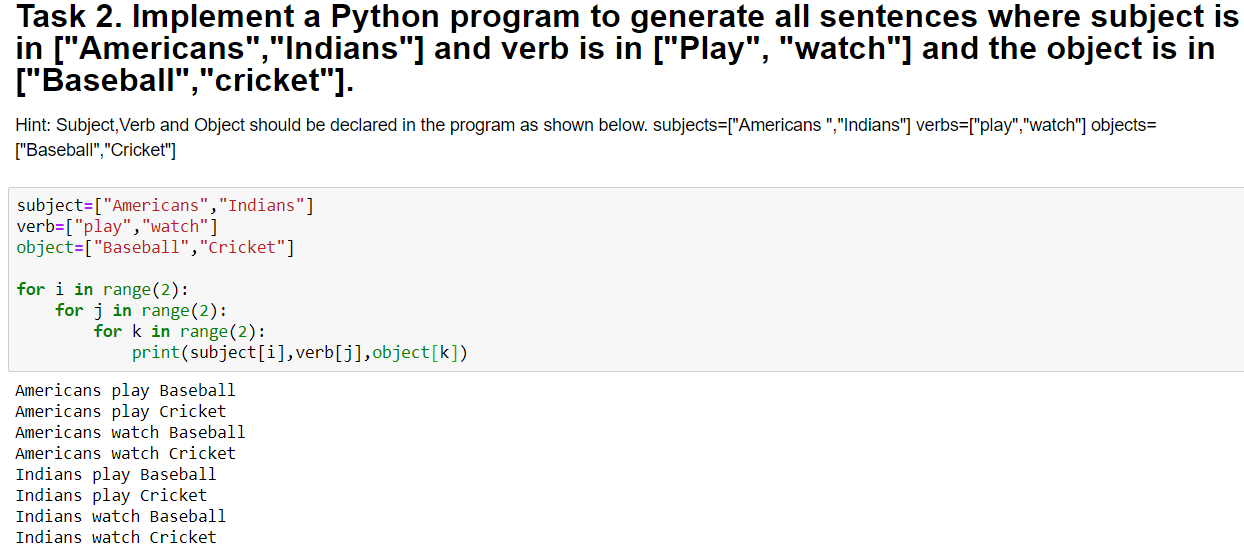 Task 2. Implement a Python program to generate all sentences where subject is
in ["Americans","Indians"] and verb is in ["Play", "watch"] and the object is in
["Baseball","cricket"].
Hint: Subject,Verb and Object should be declared in the program as shown below. subjects=["Americans ","Indians"] verbs=["play","watch"] objects=
["Baseball","Cricket"]
subject=["Americans","Indians"]
verb=["play","watch"]
object=["Baseball","Cricket"]
for i in range(2):
    for j in range(2):
        for k in range(2):
            print(subject[i],verb[j],object[k])
Americans play Baseball
Americans play Cricket
Americans watch Baseball
Americans watch Cricket
Indians play Baseball
Indians play Cricket
Indians watch Baseball
Indians watch Cricket